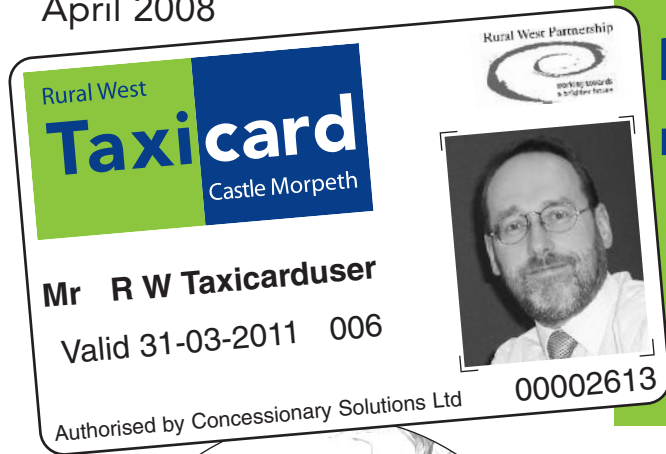 April 2008
Rural West Partnership
working towards
a brighter future
Rural West
Taxicard
Castle Morpeth
Mr R W Taxicarduser
Valid 31-03-2011 006
00002613
Authorised by Concessionary Solutions Ltd